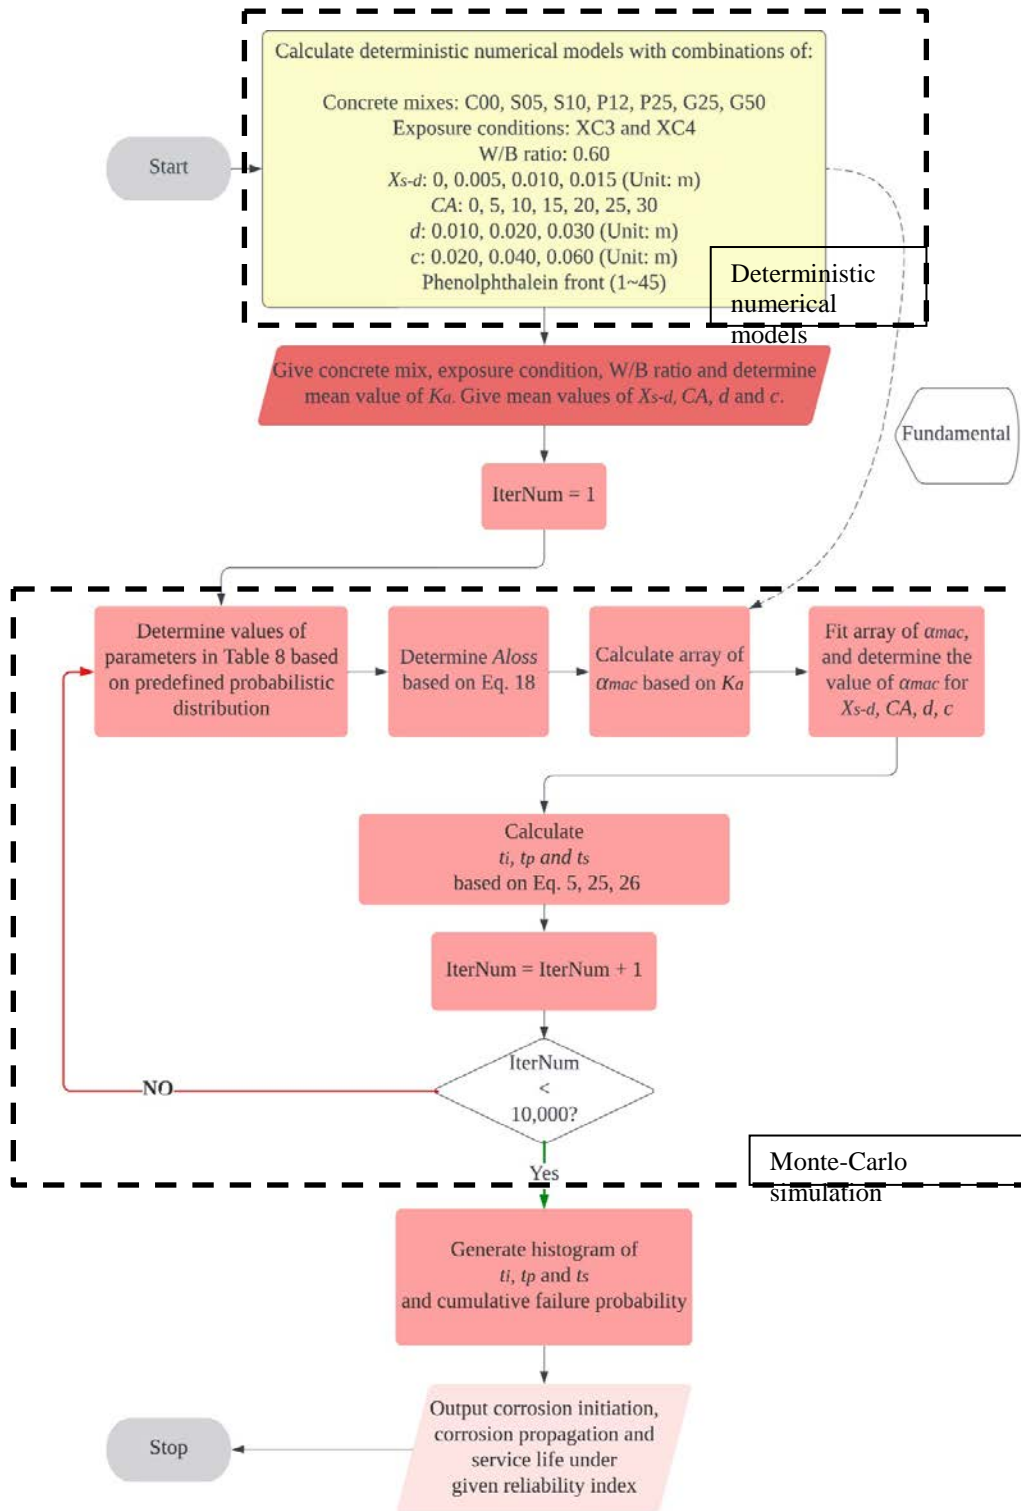 Calculate deterministic numerical models with combinations of:
Concrete mixes: C00, S05, S10, P12, P25, G25, G50
Exposure conditions: XC3 and XC4
W/B ratio: 0.60
Xs-d: 0, 0.005, 0.010, 0.015 (Unit: m)
CA: 0, 5, 10, 15, 20, 25, 30
d: 0.010, 0.020, 0.030 (Unit: m)
c: 0.020, 0.040, 0.060 (Unit: m)
Phenolphthalein front (1~45)
Start
Deterministic
numerical
models
Give concrete mix, exposure condition, W/B ratio and determine
mean value of Ka. Give mean values of Xs-d, CA, d and c.
Fundamental
IterNum = 1
Determine values of
parameters in Table 8 based
on predefined probabilistic
distribution
Determine Aloss
based on Eq. 18
Calculate array of
αmac based on Ka
Fit array of αmac,
and determine the
value of αmac for
Xs-d, CA, d, c
Calculate
ti, tp and ts
based on Eq. 5, 25, 26
IterNum = IterNum + 1
IterNum
<
10,000?
NO
Yes
Monte-Carlo
simulation
Generate histogram of
ti, tp and ts
and cumulative failure probability
Output corrosion initiation,
corrosion propagation and
service life under
given reliability index
Stop